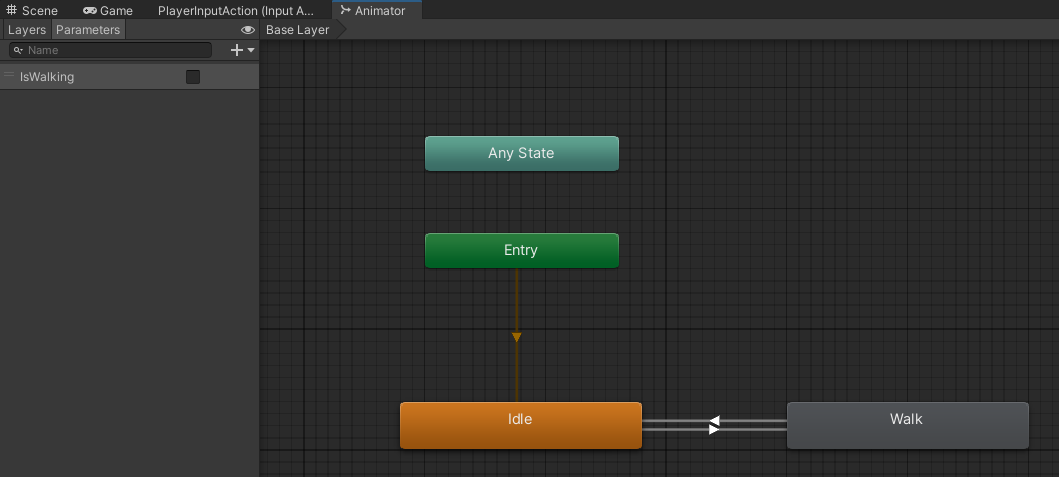 Scene
Game
PlayerInputAction (Input A...
Animator
Layers
Parameters
Base Layer
Name
IsWalking
Any State
Entry
Idle
Walk